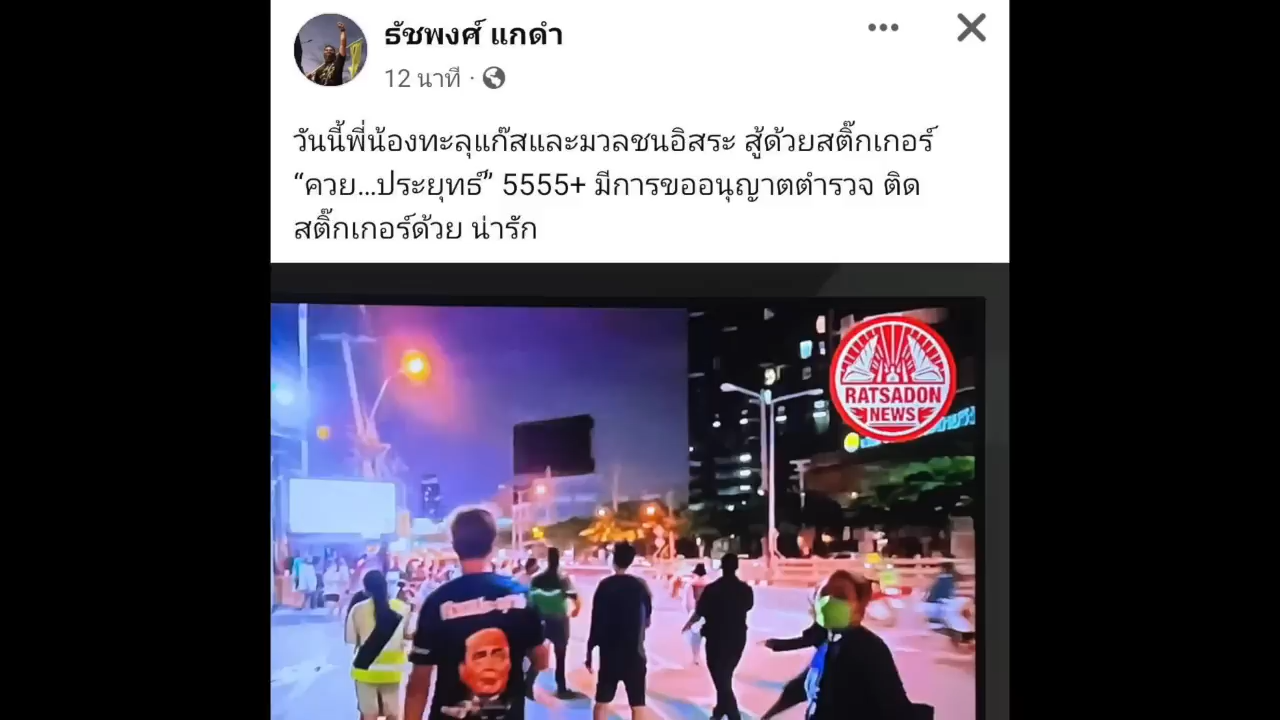 ธัชพงศ์ แกดำ
12 นาที ·
วันนี้พี่น้องทะลุแก๊สและมวลชนอิสระ สู้ด้วยสติ๊กเกอร์
“ควย...ประยุทธ์” 5555+ มีการขออนุญาตตำรวจ ติด
สติ๊กเกอร์ด้วย น่ารัก
RATSADON
NEWS